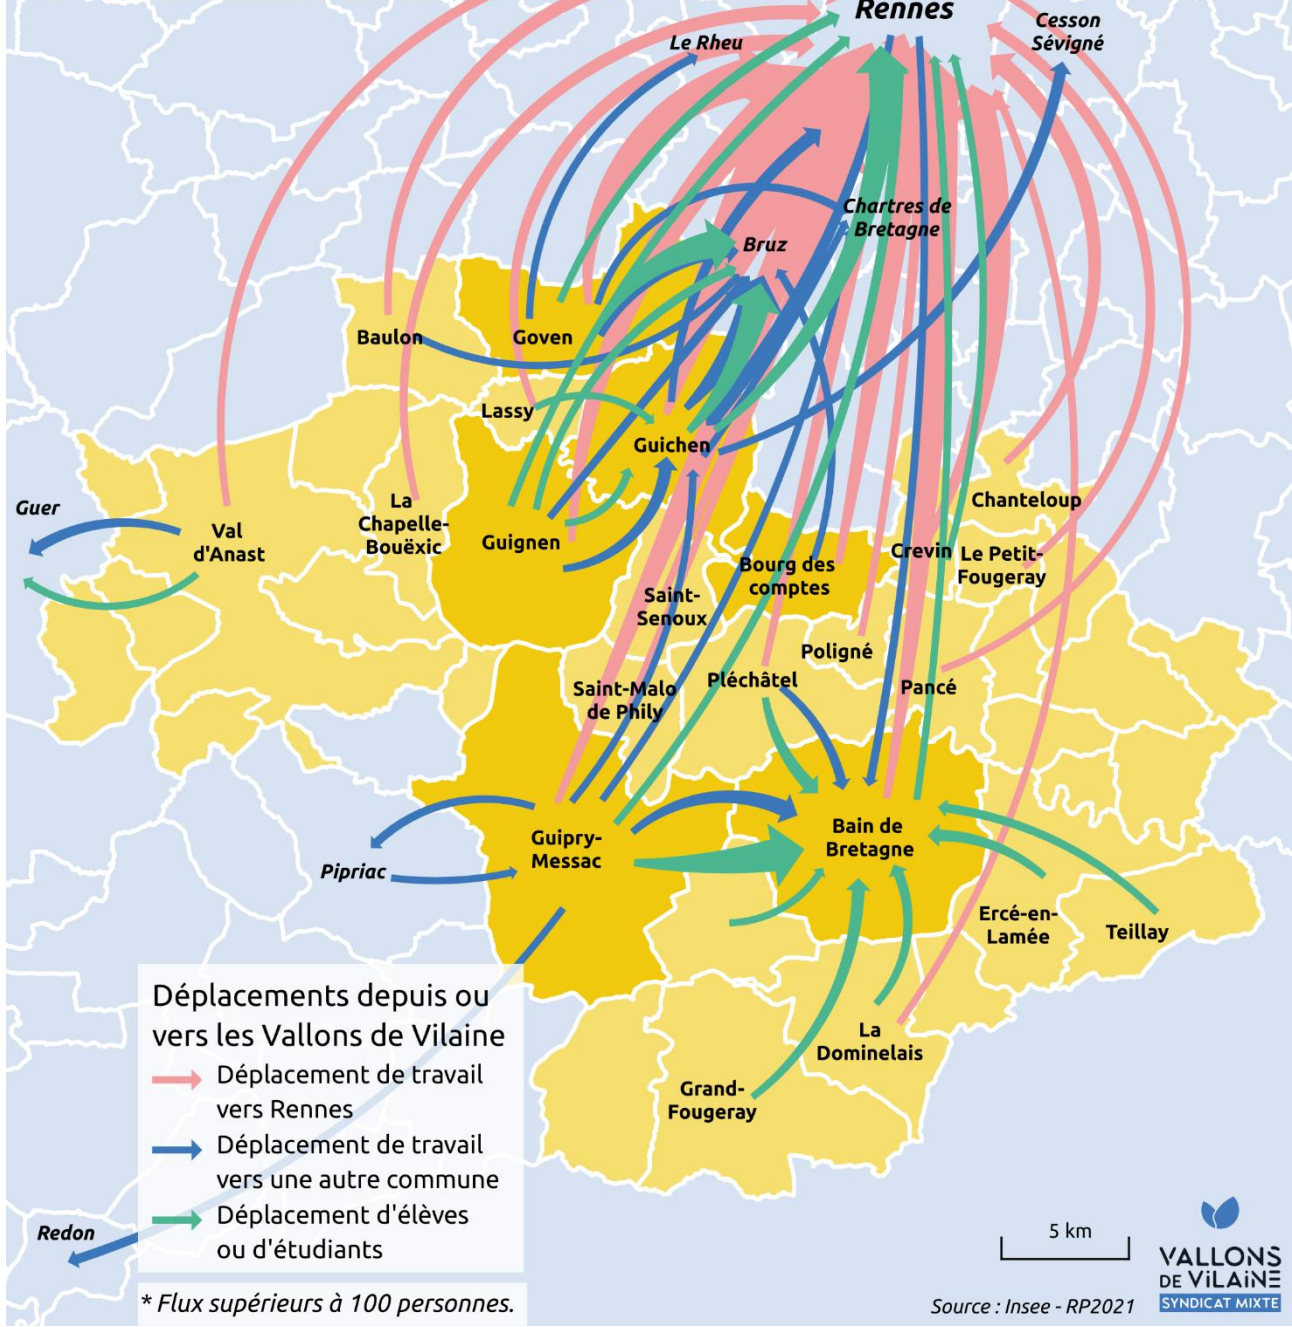 Rennes
Cesson
Sévigné
Le Rheu
Chartres de
Bretagne
Bruz
Baulon
Goven
Lassy
Guichen
Guer
Val
d'Anast
La
Chapelle-
Bouëxic
Guignen
Chanteloup
Crevin
Le Petit-
Fougeray
Bourg des
comptes
Saint-
Senoux
Poligné
Pléchâtel
Pancé
Saint-Malo
de Phily
Guipry-
Messac
Bain de
Bretagne
Pipriac
Ercé-en-
Lamée
Teillay
La
Dominelais
Grand-
Fougeray
Redon
Déplacements depuis ou
vers les Vallons de Vilaine
Déplacement de travail
vers Rennes
Déplacement de travail
vers une autre commune
Déplacement d'élèves
ou d'étudiants
* Flux supérieurs à 100 personnes.
5 km
Source : Insee - RP2021
VALLONS
DE VILAINE
SYNDICAT MIXTE